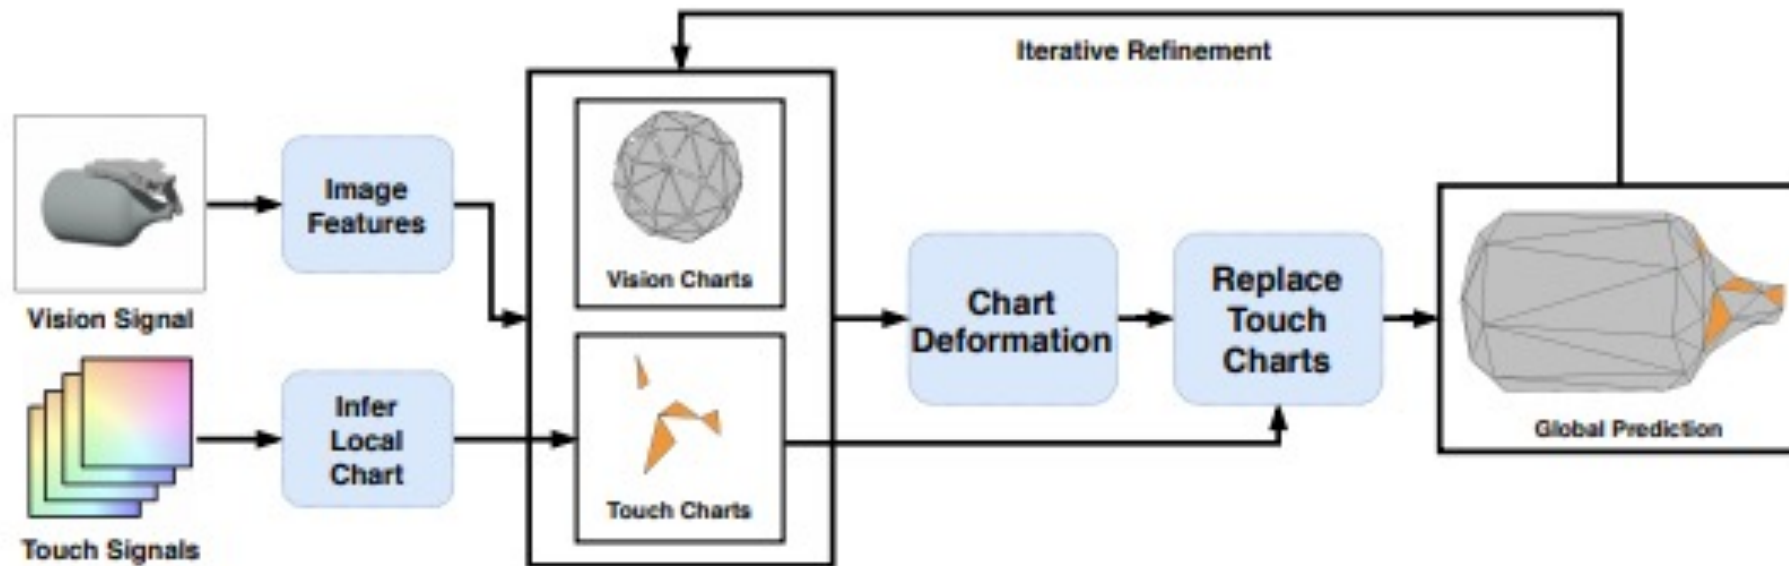 Iterative Refinement
Image
Features
Vision Charts
Vision Signal
Chart
Deformation
Replace
Touch
Charts
Infer
Local
Chart
Touch Charts
Global Prediction
Touch Signals